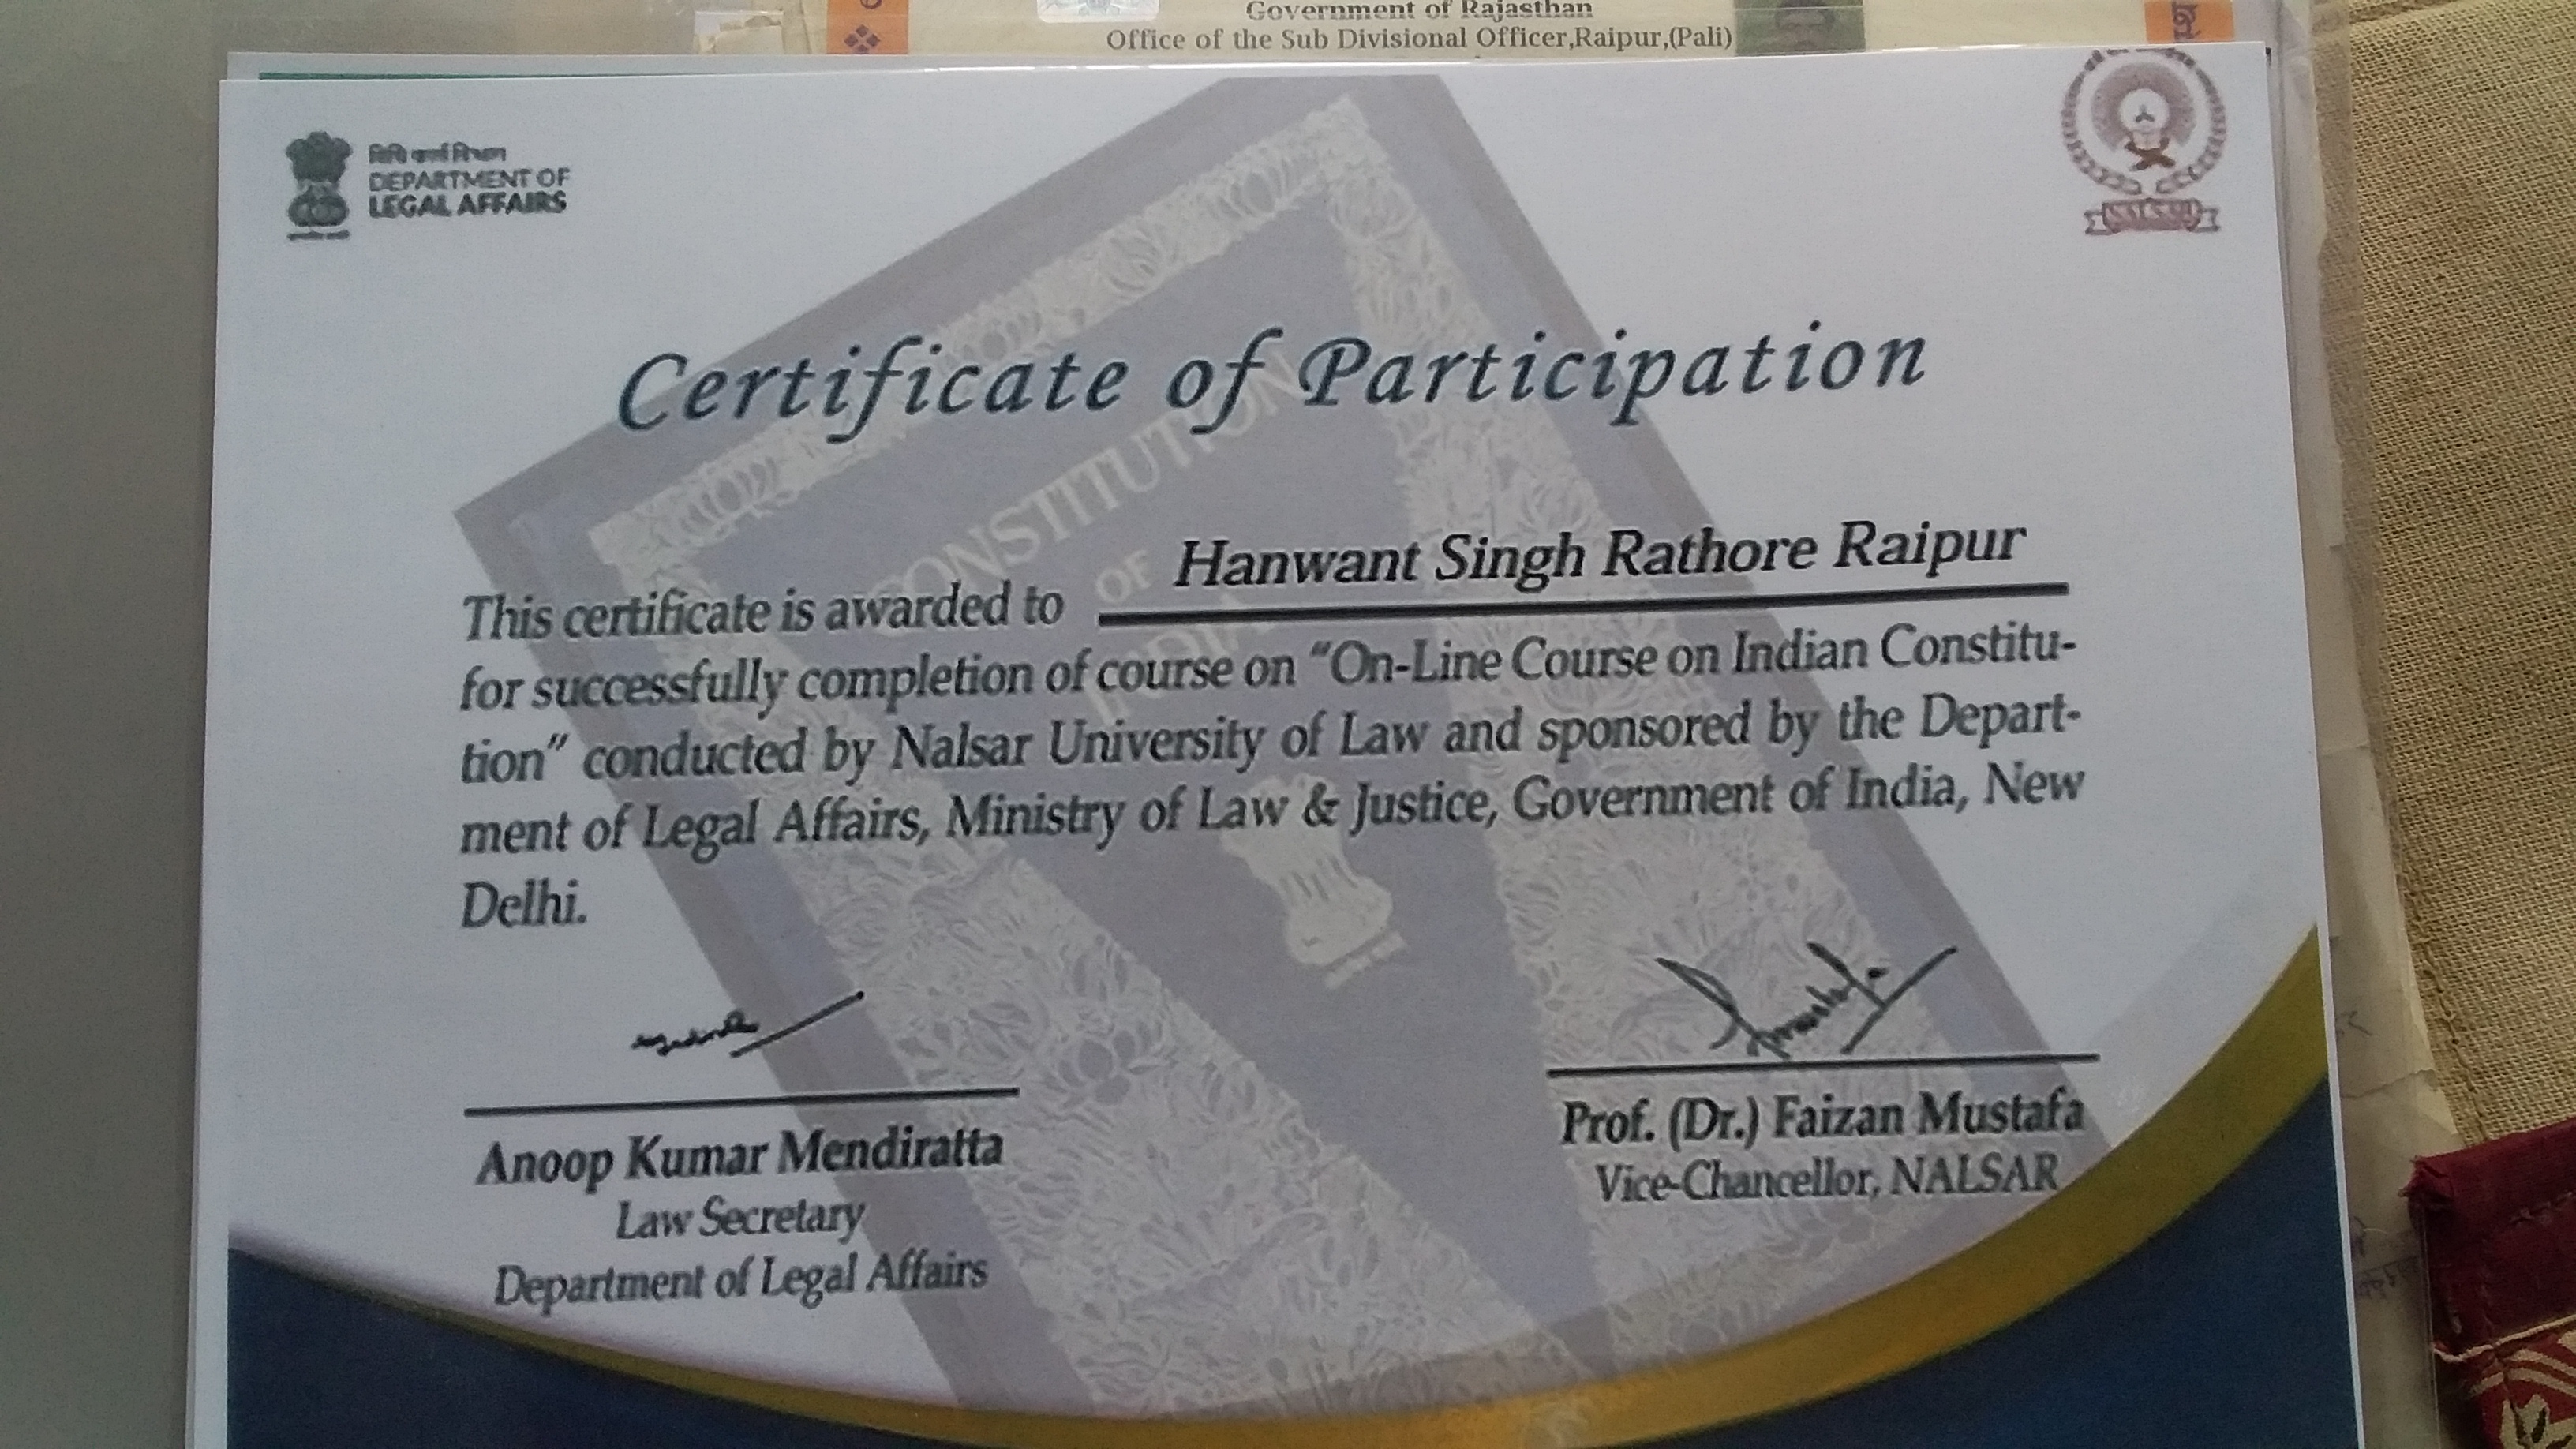 Government of Rajasthan
Office of the Sub Divisional Officer,Raipur,(Pali)
विधि कार्य विभाग
DEPARTMENT OF
LEGAL AFFAIRS
NALSAR
Certificate of Participation
CONSTITUTION
OF
INDIA
This certificate is awarded to Hanwant Singh Rathore Raipur
for successfully completion of course on "On-Line Course on Indian Constitu-
tion" conducted by Nalsar University of Law and sponsored by the Depart-
ment of Legal Affairs, Ministry of Law & Justice, Government of India, New
Delhi.
Anoop Kumar Mendiratta
Law Secretary
Department of Legal Affairs
Prof. (Dr.) Faizan Mustafa
Vice-Chancellor, NALSAR